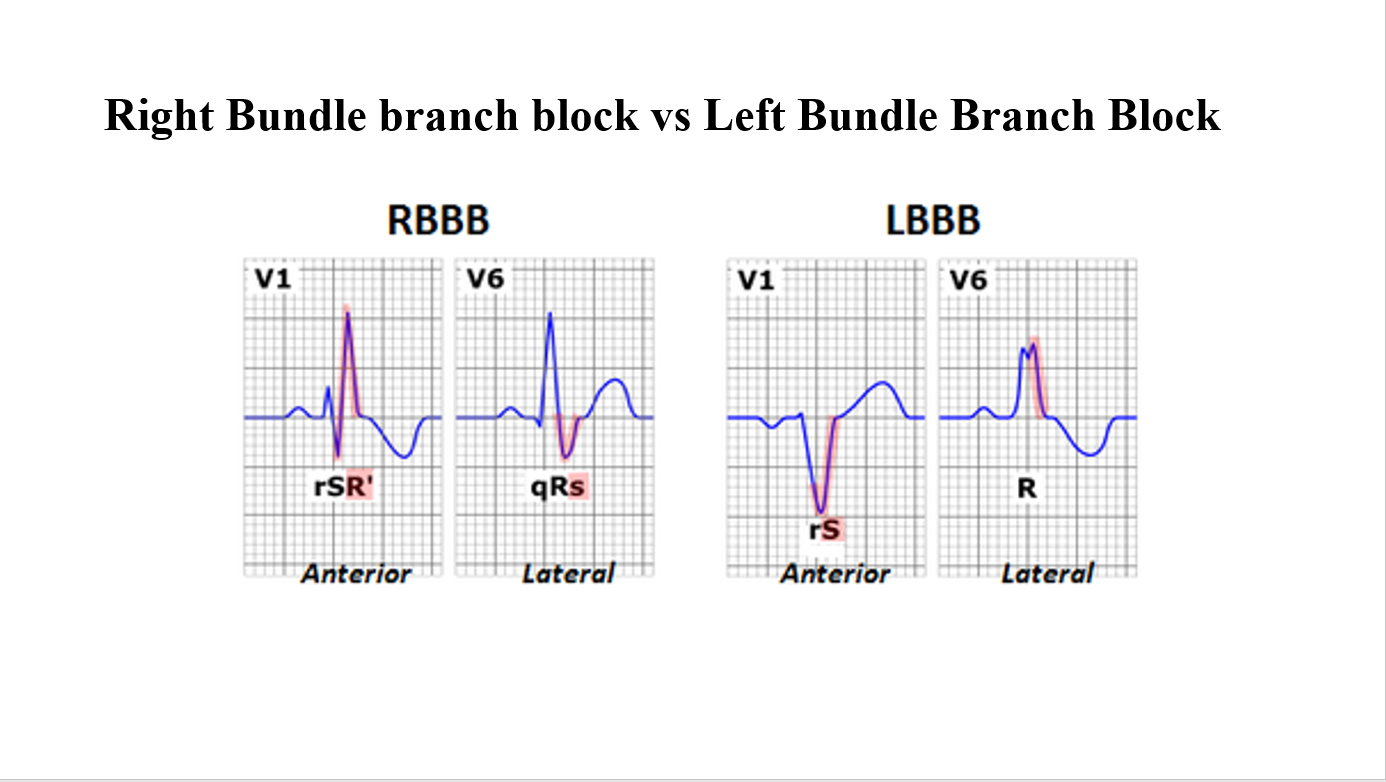 Right Bundle branch block vs Left Bundle Branch Block
RBBB
LBBB
V1
V6
V1
V6
rSR'
qRs
rS
R
Anterior
Lateral
Anterior
Lateral